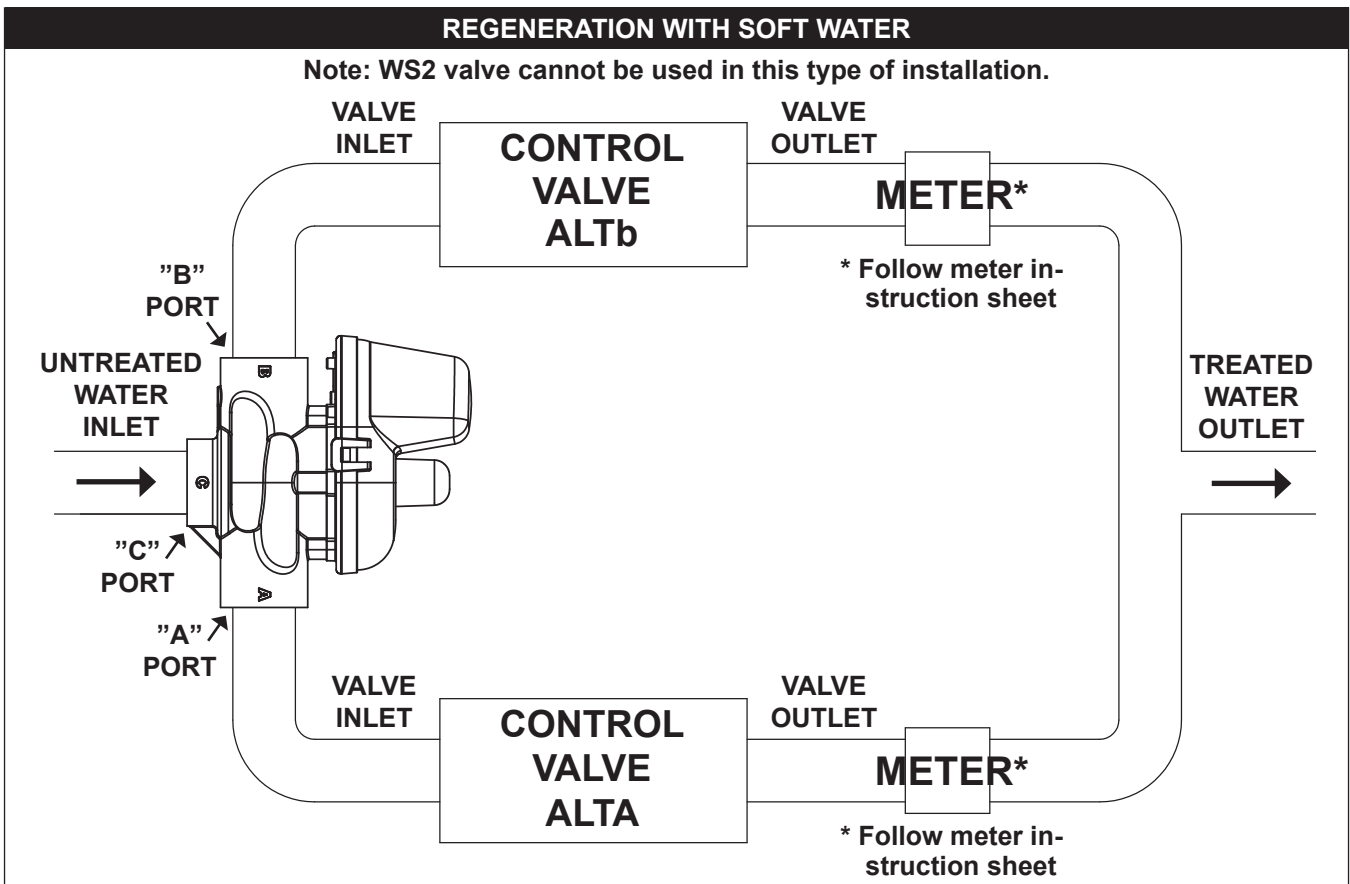 REGENERATION WITH SOFT WATER
Note: WS2 valve cannot be used in this type of installation.
VALVE
INLET
CONTROL
VALVE
ALTb
VALVE
OUTLET
METER*
* Follow meter in-
struction sheet
”B”
PORT
UNTREATED
WATER
INLET
B
C
A
”C”
PORT
”A”
PORT
TREATED
WATER
OUTLET
VALVE
INLET
CONTROL
VALVE
ALTA
VALVE
OUTLET
METER*
* Follow meter in-
struction sheet